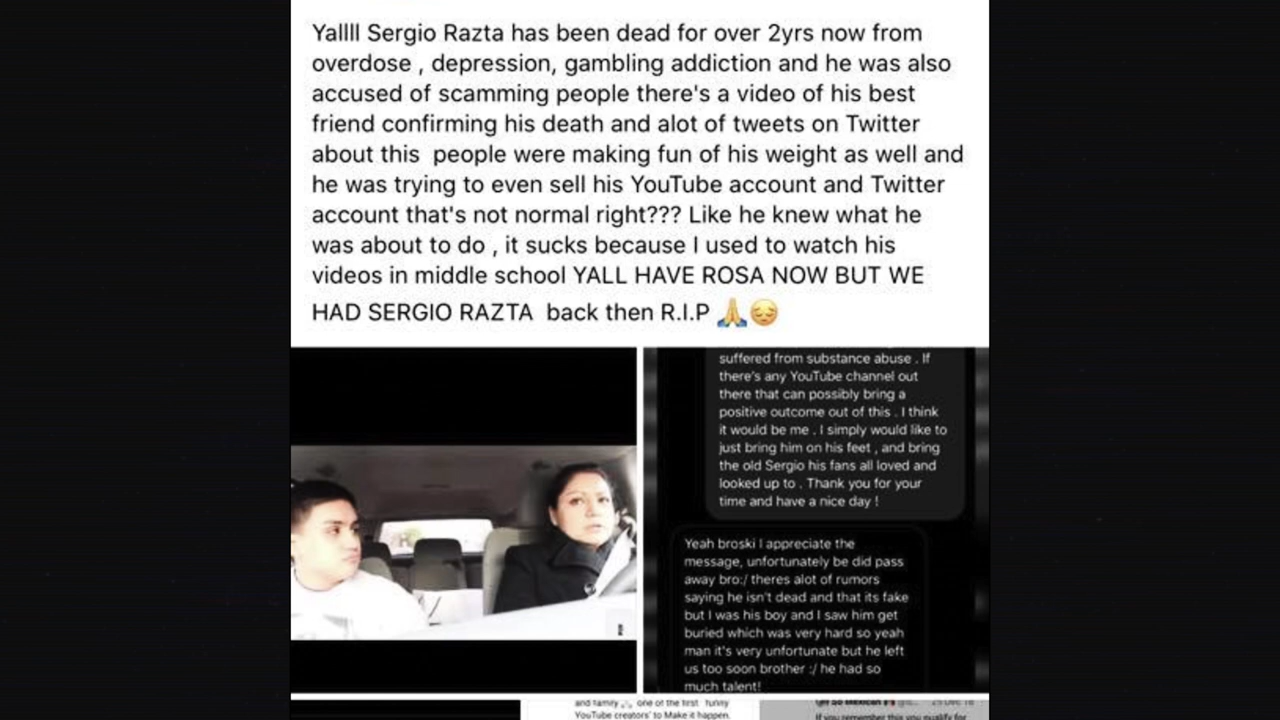 Yallll Sergio Razta has been dead for over 2yrs now from
overdose , depression, gambling addiction and he was also
accused of scamming people there's a video of his best
friend confirming his death and alot of tweets on Twitter
about this  people were making fun of his weight as well and
he was trying to even sell his YouTube account and Twitter
account that's not normal right??? Like he knew what he
was about to do , it sucks because I used to watch his
videos in middle school YALL HAVE ROSA NOW BUT WE
HAD SERGIO RAZTA  back then R.I.P 🙏😔
suffered from substance abuse . If
there's any YouTube channel out
there that can possibly bring a
positive outcome out of this . I think
it would be me . I simply would like to
just bring him on his feet , and bring
the old Sergio his fans all loved and
looked up to . Thank you for your
time and have a nice day !
Yeah broski I appreciate the
message, unfortunately be did pass
away bro:/ theres alot of rumors
saying he isn't dead and that its fake
but I was his boy and I saw him get
buried which was very hard so yeah
man it's very unfortunate but he left
us too soon brother :/ he had so
much talent!
and family one of the first funny
YouTube creators' to Make it happen.
So Mexican
If you remember this you qualify for